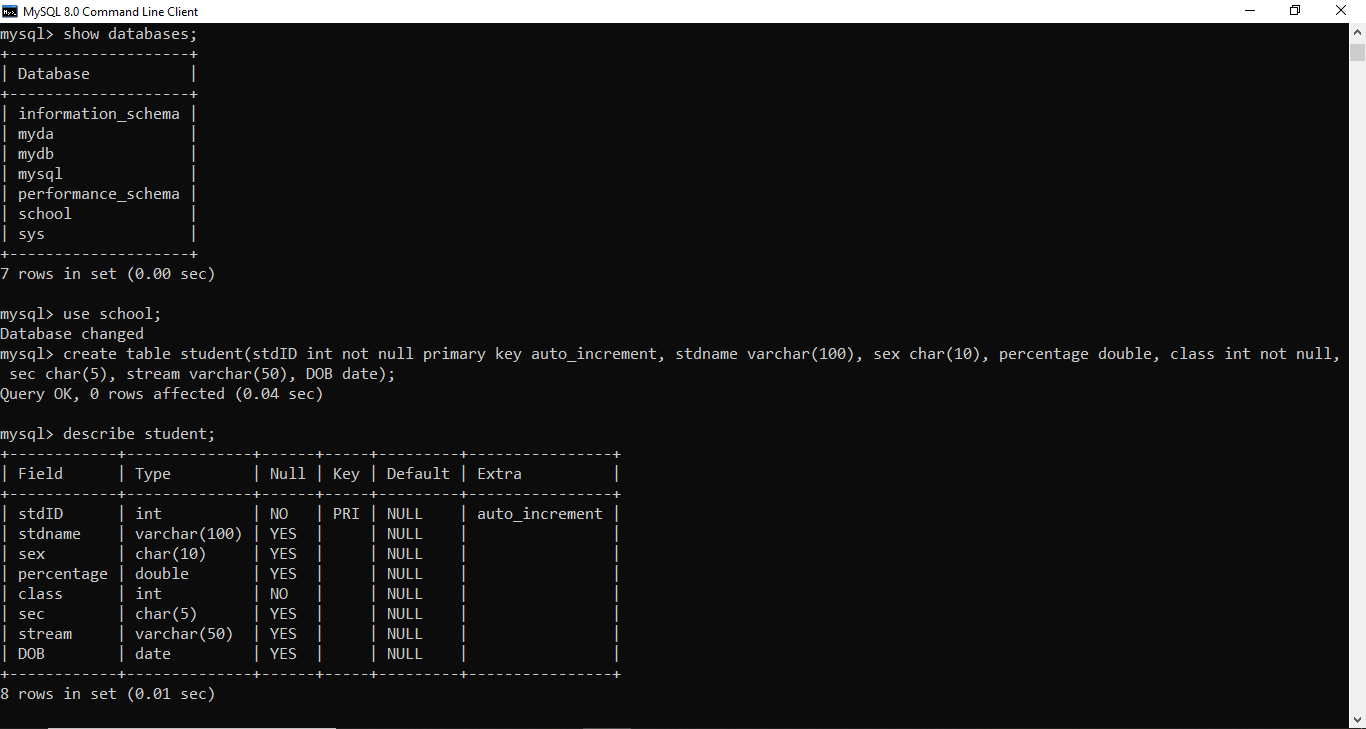 MySQL 8.0 Command Line Client
mysql> show databases;
+--------------------+
| Database           |
+--------------------+
| information_schema |
| myda               |
| mydb               |
| mysql              |
| performance_schema |
| school             |
| sys                |
+--------------------+
7 rows in set (0.00 sec)
mysql> use school;
Database changed
mysql> create table student(stdID int not null primary key auto_increment, stdname varchar(100), sex char(10), percentage double, class int not null,
 sec char(5), stream varchar(50), DOB date);
Query OK, 0 rows affected (0.04 sec)
mysql> describe student;
+------------+--------------+------+-----+---------+----------------+
| Field      | Type         | Null | Key | Default | Extra          |
+------------+--------------+------+-----+---------+----------------+
| stdID      | int          | NO   | PRI | NULL    | auto_increment |
| stdname    | varchar(100) | YES  |     | NULL    |                |
| sex        | char(10)     | YES  |     | NULL    |                |
| percentage | double       | YES  |     | NULL    |                |
| class      | int          | NO   |     | NULL    |                |
| sec        | char(5)      | YES  |     | NULL    |                |
| stream     | varchar(50)  | YES  |     | NULL    |                |
| DOB        | date         | YES  |     | NULL    |                |
+------------+--------------+------+-----+---------+----------------+
8 rows in set (0.01 sec)